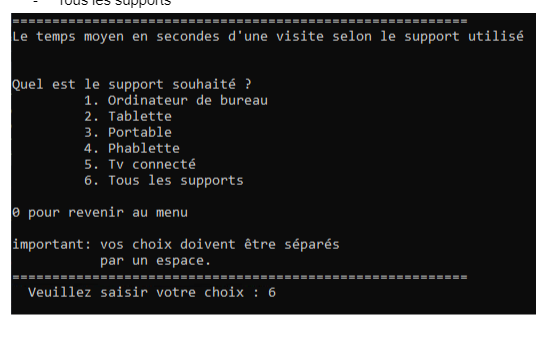 - Tous les supports
=========================================================
Le temps moyen en secondes d'une visite selon le support utilisé
Quel est le support souhaité ?
1. Ordinateur de bureau
2. Tablette
3. Portable
4. Phablette
5. Tv connecté
6. Tous les supports
0 pour revenir au menu
important: vos choix doivent être séparés
par un espace.
=========================================================
Veuillez saisir votre choix : 6